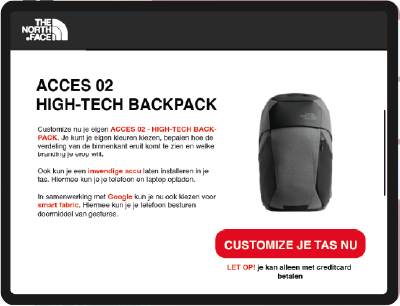 THE
NORTH
FACE
ACCES 02
HIGH-TECH BACKPACK
Customize nu je eigen ACCES 02 - HIGH-TECH BACK-
PACK. Je kunt je eigen kleuren kiezen, bepalen hoe de
verdeling van de binnenkant eruit komt te zien en welke
branding je erop wilt.
Ook kun je een inwendige accu laten installeren in je
tas. Hiermee kun je je telefoon en laptop opladen.
In samenwerking met Google kun je nu ook kiezen voor
smart fabric. Hiermee kun je je telefoon besturen
doormiddel van gestures.
CUSTOMIZE JE TAS NU
LET OP! je kan alleen met creditcard
betalen